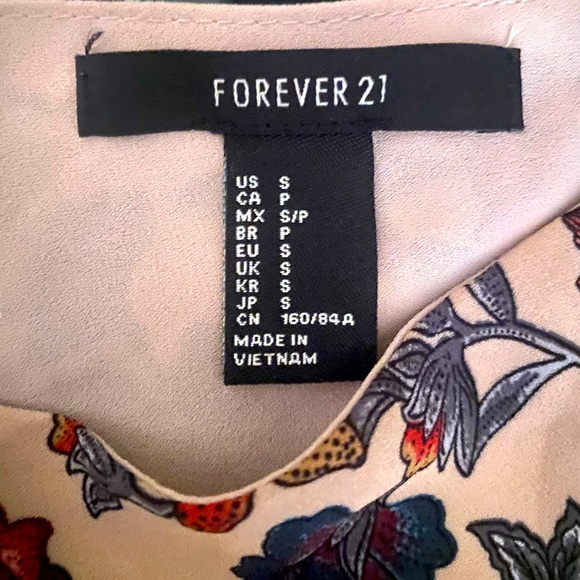 FOREVER 21
US S
CA P
MX S/P
BR P
EU S
UK S
KR S
JP S
CN 160/84A
MADE IN
VIETNAM